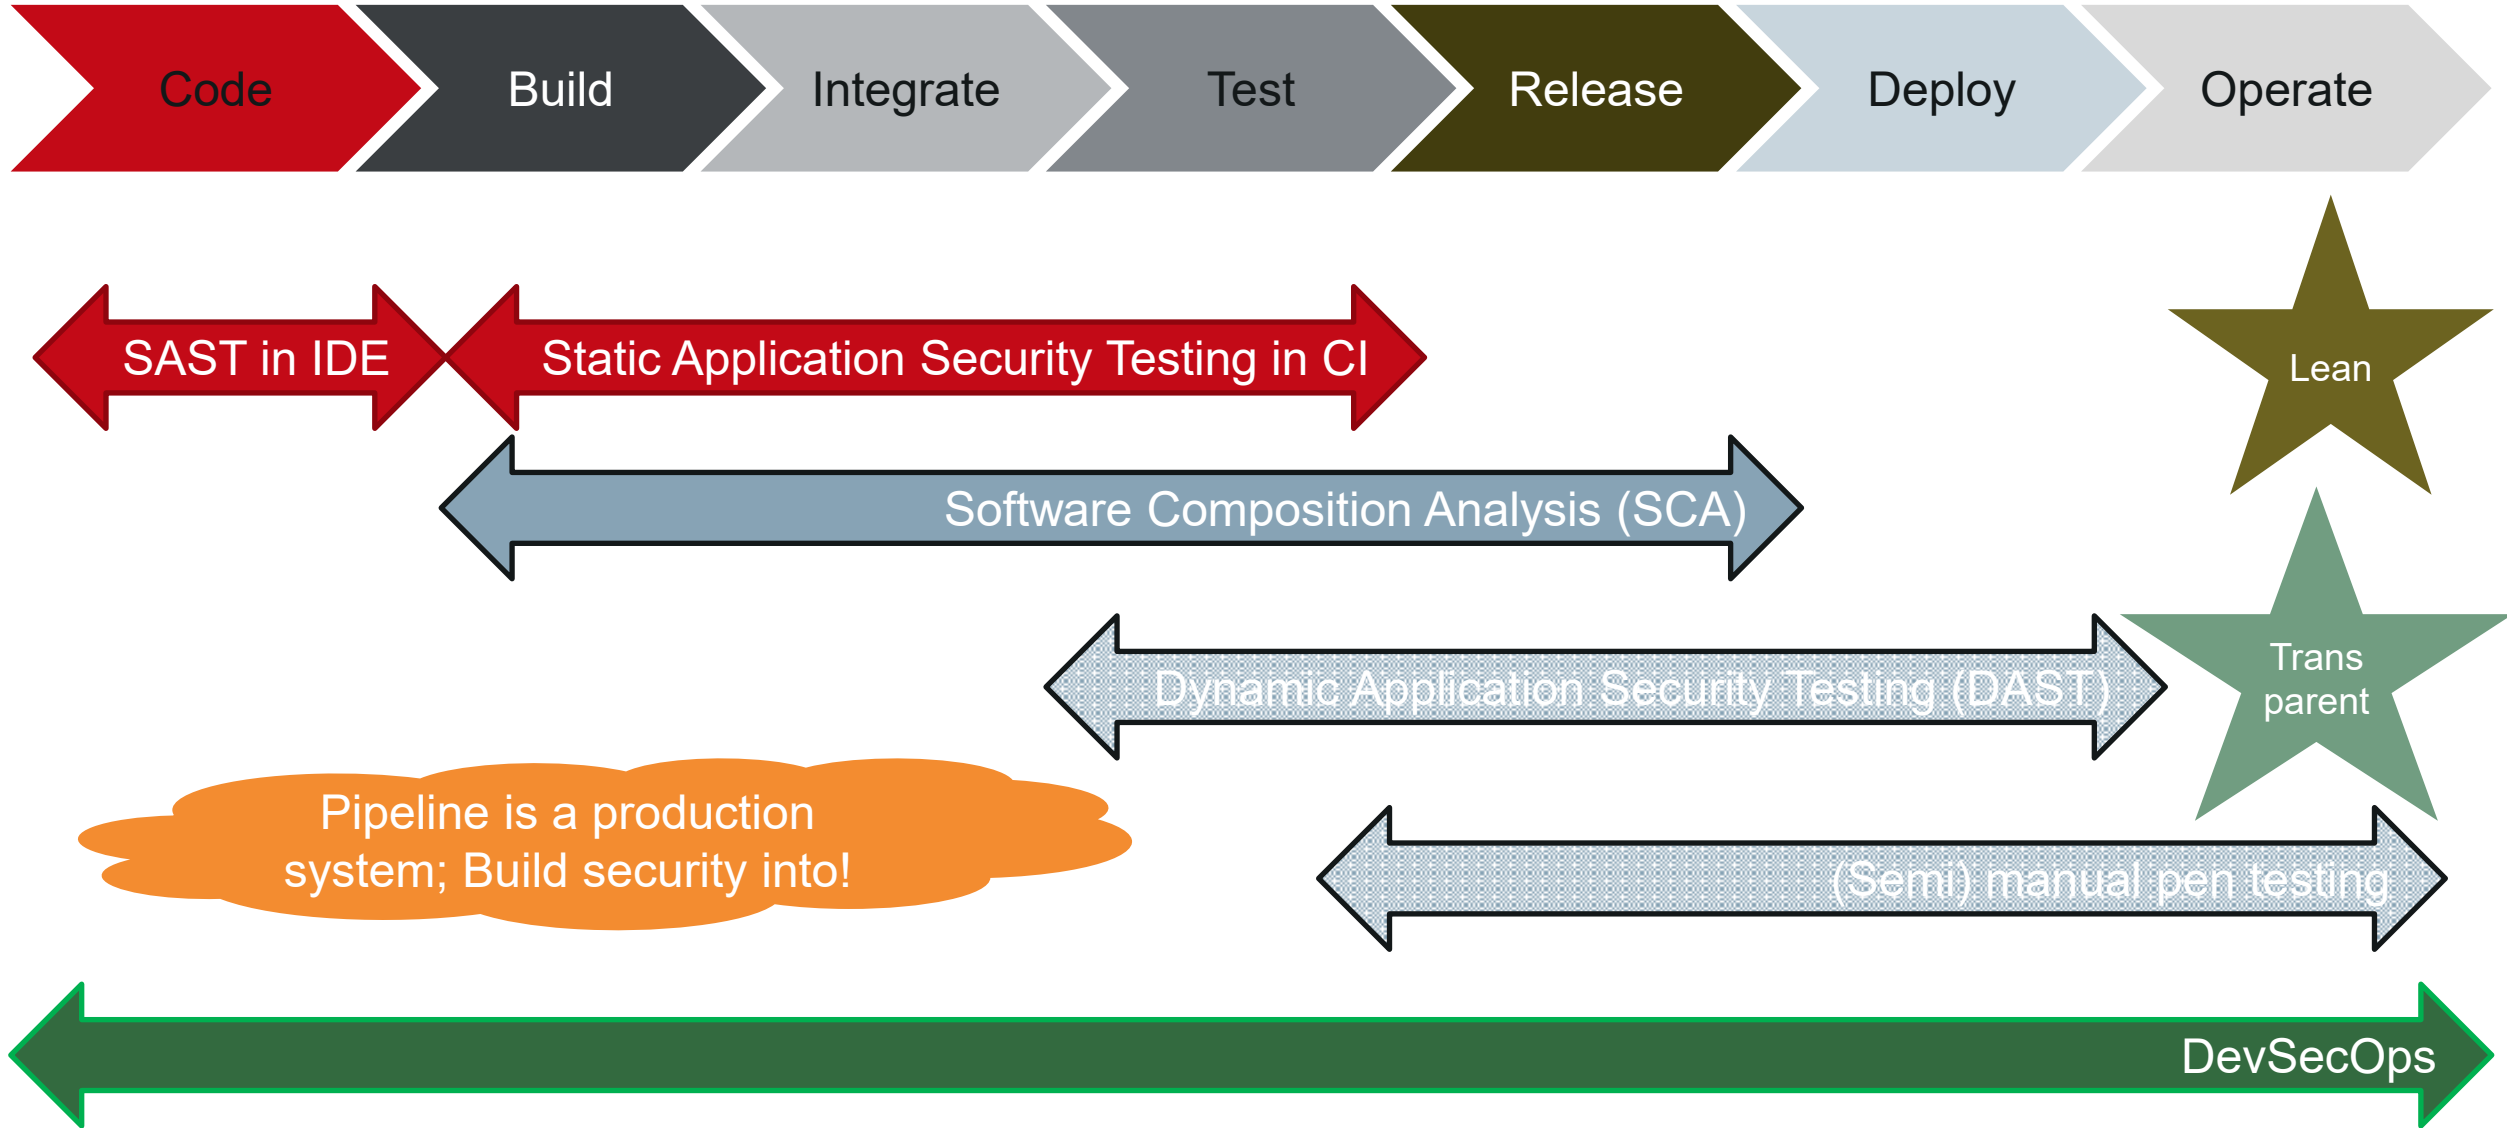 Code
Build
Integrate
Test
Release
Deploy
Operate
SAST in IDE
Static Application Security Testing in CI
Lean
Software Composition Analysis (SCA)
Dynamic Application Security Testing (DAST)
Trans
parent
Pipeline is a production
system; Build security into!
(Semi) manual pen testing
DevSecOps